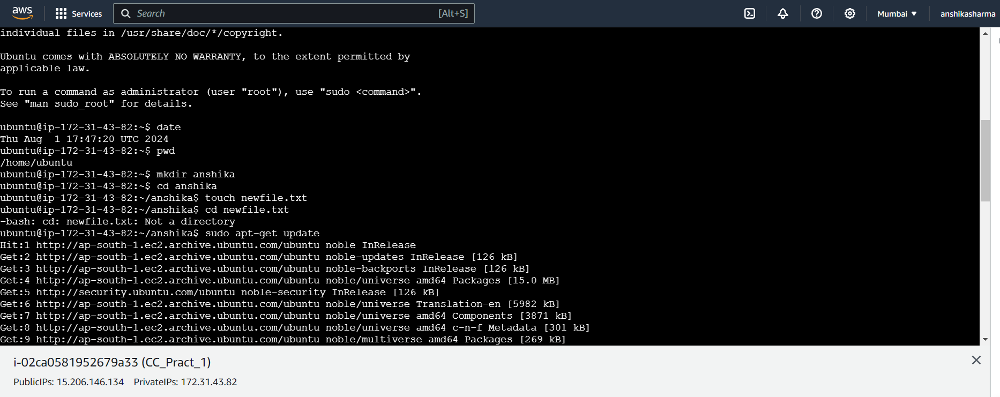 aws
Services
Search
[Alt+S]
Mumbai
anshikasharma
individual files in /usr/share/doc/*/copyright.
Ubuntu comes with ABSOLUTELY NO WARRANTY, to the extent permitted by
applicable law.
To run a command as administrator (user "root"), use "sudo <command>".
See "man sudo_root" for details.
ubuntu@ip-172-31-43-82:~$ date
Thu Aug  1 17:47:20 UTC 2024
ubuntu@ip-172-31-43-82:~$ pwd
/home/ubuntu
ubuntu@ip-172-31-43-82:~$ mkdir anshika
ubuntu@ip-172-31-43-82:~$ cd anshika
ubuntu@ip-172-31-43-82:~/anshika$ touch newfile.txt
ubuntu@ip-172-31-43-82:~/anshika$ cd newfile.txt
-bash: cd: newfile.txt: Not a directory
ubuntu@ip-172-31-43-82:~/anshika$ sudo apt-get update
Hit:1 http://ap-south-1.ec2.archive.ubuntu.com/ubuntu noble InRelease
Get:2 http://ap-south-1.ec2.archive.ubuntu.com/ubuntu noble-updates InRelease [126 kB]
Get:3 http://ap-south-1.ec2.archive.ubuntu.com/ubuntu noble-backports InRelease [126 kB]
Get:4 http://ap-south-1.ec2.archive.ubuntu.com/ubuntu noble/universe amd64 Packages [15.0 MB]
Get:5 http://security.ubuntu.com/ubuntu noble-security InRelease [126 kB]
Get:6 http://ap-south-1.ec2.archive.ubuntu.com/ubuntu noble/universe Translation-en [5982 kB]
Get:7 http://ap-south-1.ec2.archive.ubuntu.com/ubuntu noble/universe amd64 Components [3871 kB]
Get:8 http://ap-south-1.ec2.archive.ubuntu.com/ubuntu noble/universe amd64 c-n-f Metadata [301 kB]
Get:9 http://ap-south-1.ec2.archive.ubuntu.com/ubuntu noble/multiverse amd64 Packages [269 kB]
i-02ca0581952679a33 (CC_Pract_1)
PublicIPs: 15.206.146.134 PrivateIPs: 172.31.43.82